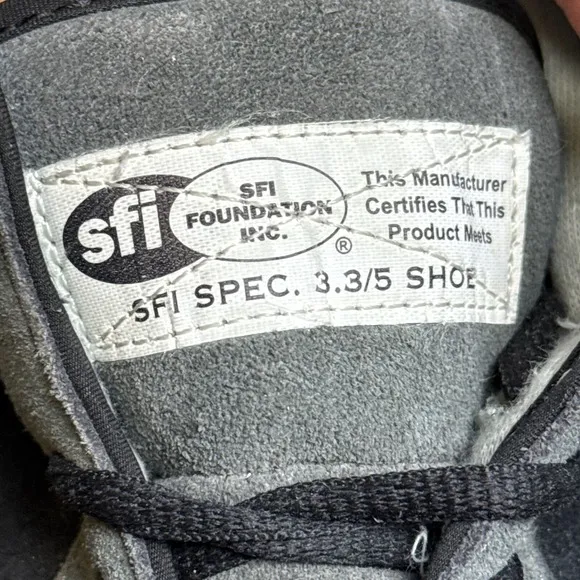 sfi
SFI
FOUNDATION
INC.
®
This Manufacturer
Certifies That This
Product Meets
SFI SPEC. 3.3/5 SHOE